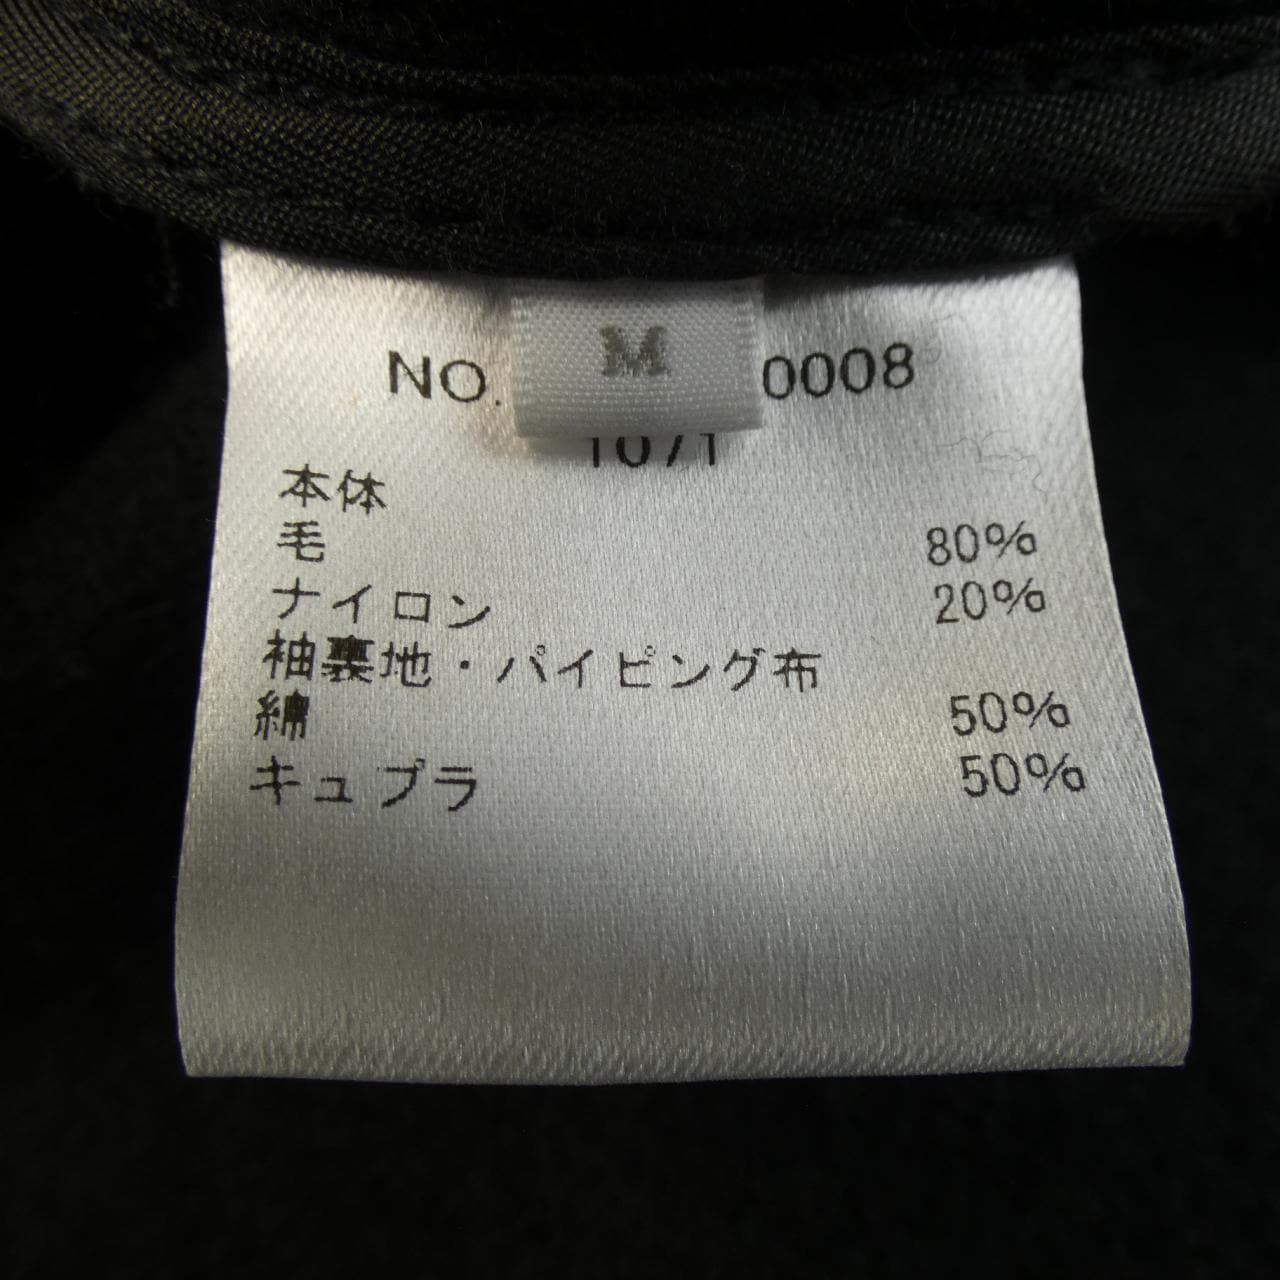 M
NO. 0008
本体
毛 80%
ナイロン 20%
袖裏地・パイピング布
綿 50%
キュプラ 50%